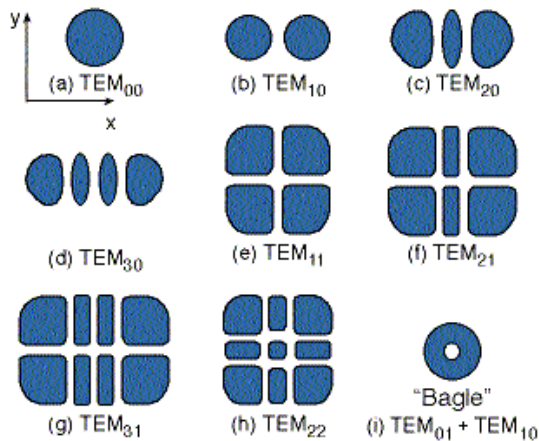 y
x
(a) TEM00
(b) TEM10
(c) TEM20
(d) TEM30
(e) TEM11
(f) TEM21
(g) TEM31
(h) TEM22
"Bagle"
(i) TEM01 + TEM10